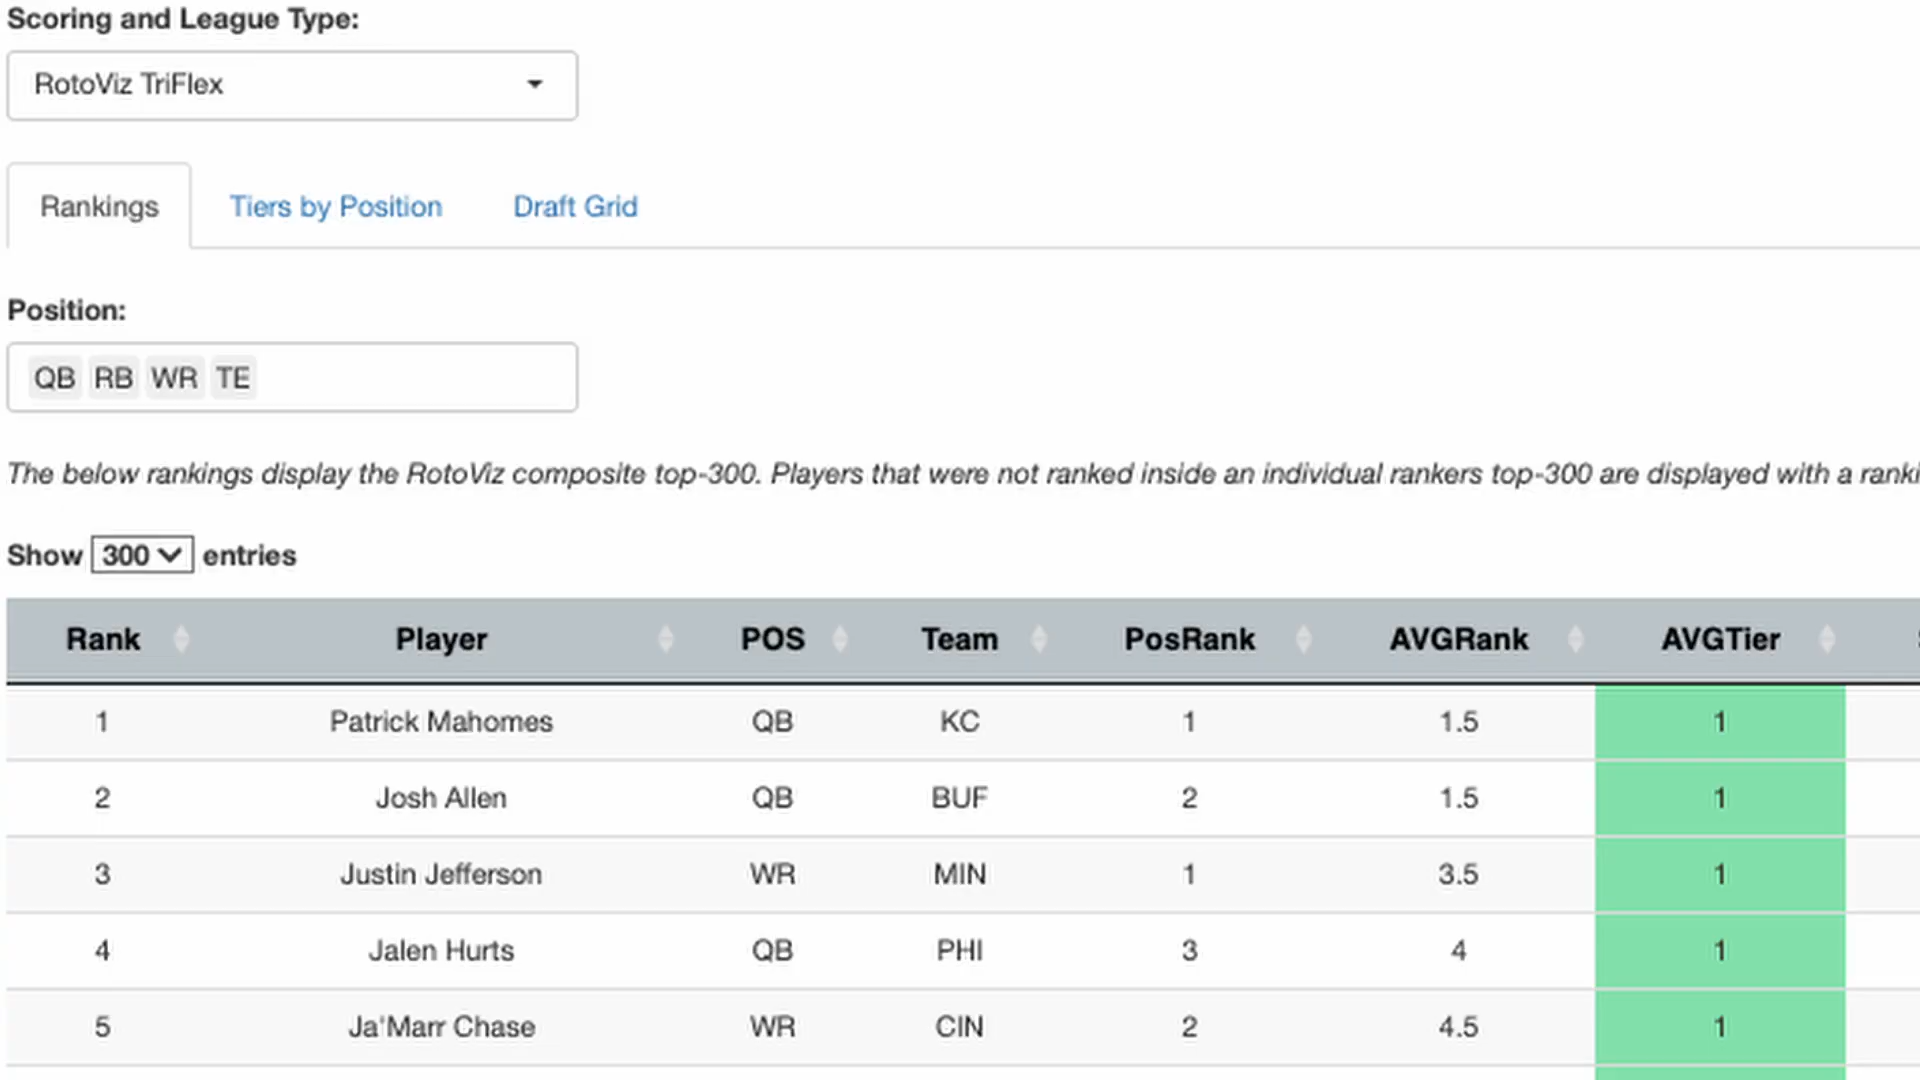 Scoring and League Type:
RotoViz TriFlex
Rankings Tiers by Position Draft Grid
Position:
QB RB WR TE
The below rankings display the RotoViz composite top-300. Players that were not ranked inside an individual rankers top-300 are displayed with a
Show 300 entries
Rank Player POS Team PosRank AVGRank AVGTier
1 Patrick Mahomes QB KC 1 1.5 1
2 Josh Allen QB BUF 2 1.5 1
3 Justin Jefferson WR MIN 1 3.5 1
4 Jalen Hurts QB PHI 3 4 1
5 Ja'Marr Chase WR CIN 2 4.5 1